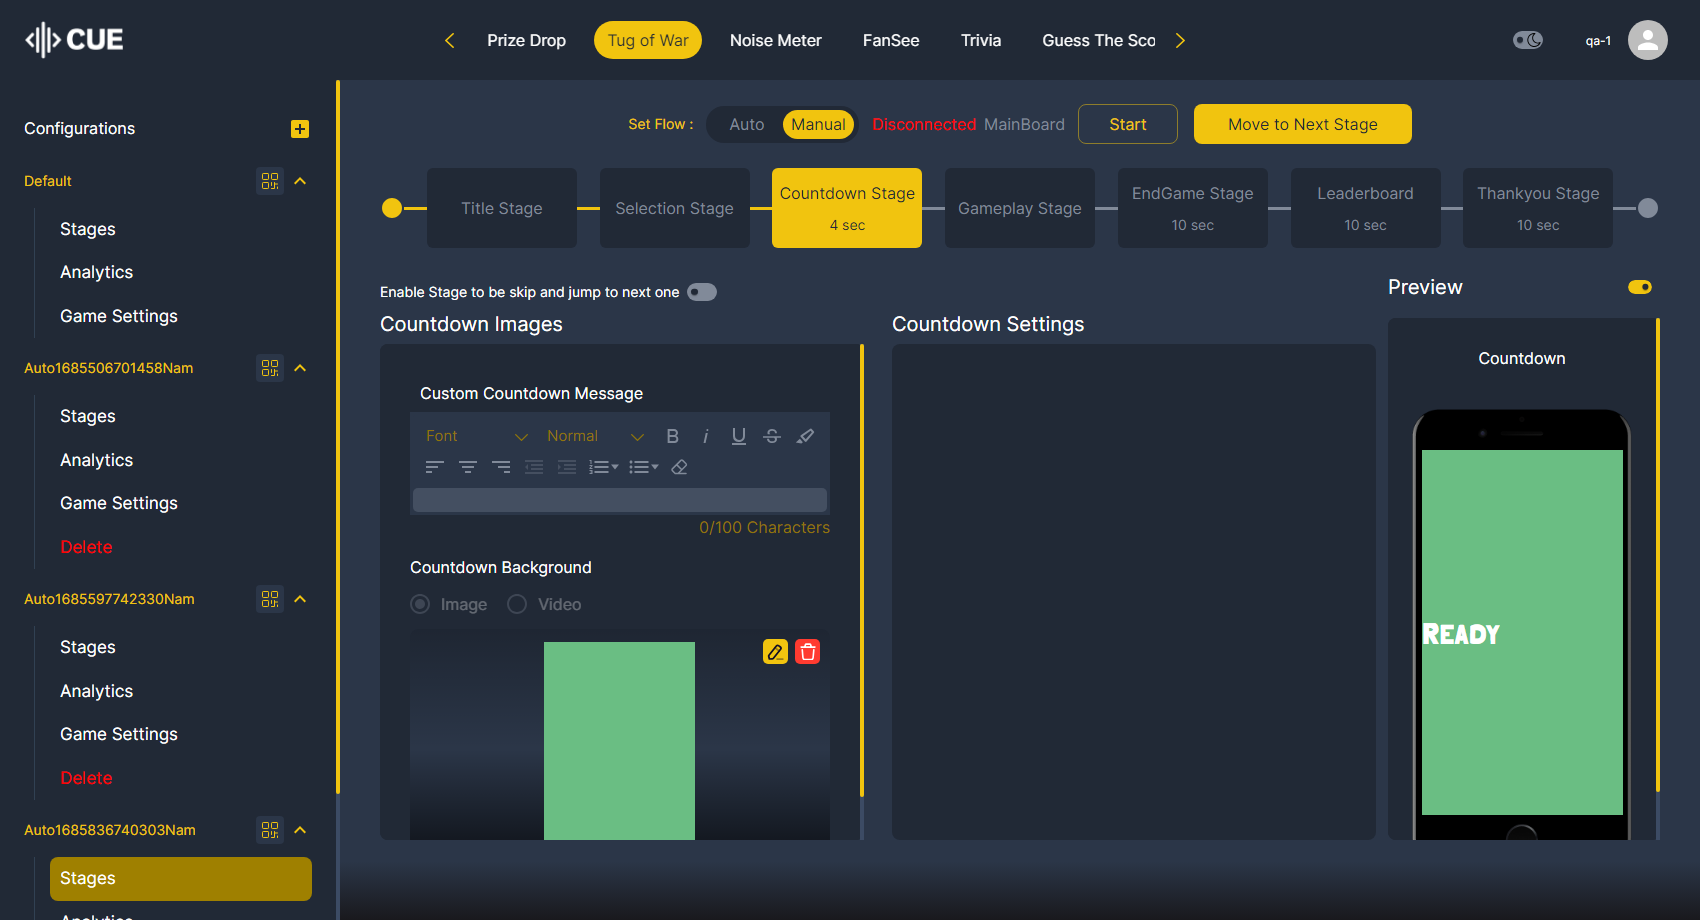 CUE
Prize Drop
Tug of War
Noise Meter
FanSee
Trivia
Guess The Sco
qa-1
Configurations
Default
Stages
Analytics
Game Settings
Auto1685506701458Nam
Stages
Analytics
Game Settings
Delete
Auto1685597742330Nam
Stages
Analytics
Game Settings
Delete
Auto1685836740303Nam
Stages
Analytics
Set Flow :
Auto
Manual
Disconnected MainBoard
Start
Move to Next Stage
Title Stage
Selection Stage
Countdown Stage
4 sec
Gameplay Stage
EndGame Stage
10 sec
Leaderboard
10 sec
Thankyou Stage
10 sec
Enable Stage to be skip and jump to next one
Countdown Images
Custom Countdown Message
Font
Normal
B
i
U
S
0/100 Characters
Countdown Background
Image
Video
Countdown Settings
Preview
Countdown
READY